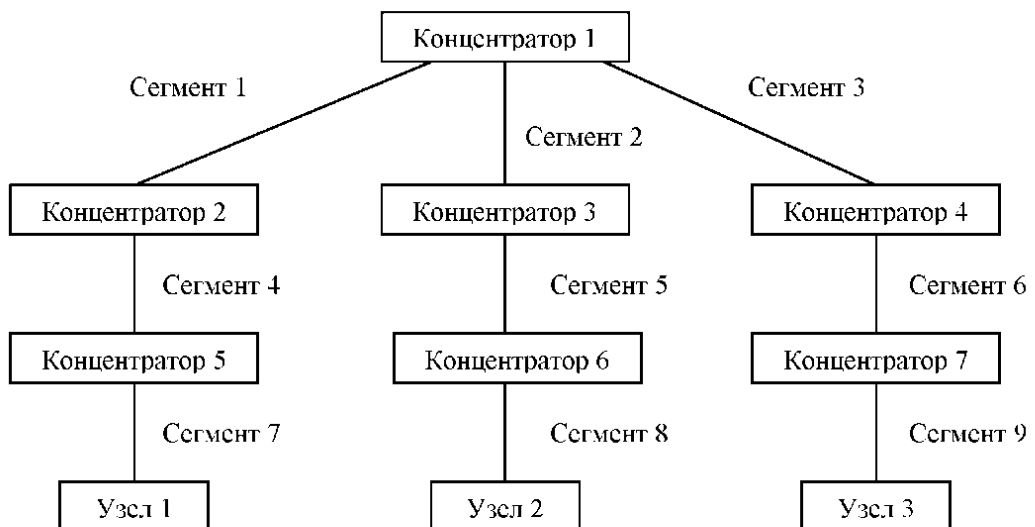 Концентратор 1
Сегмент 1
Сегмент 3
Сегмент 2
Концентратор 2
Концентратор 3
Концентратор 4
Сегмент 4
Сегмент 5
Сегмент 6
Концентратор 5
Концентратор 6
Концентратор 7
Сегмент 7
Сегмент 8
Сегмент 9
Узел 1
Узел 2
Узел 3